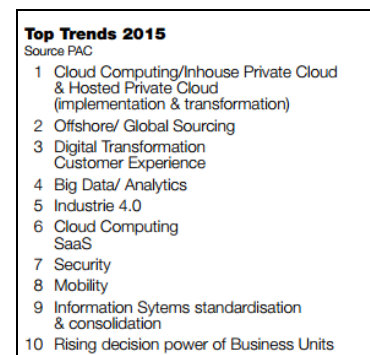 Top Trends 2015
Source PAC
1 Cloud Computing/Inhouse Private Cloud
& Hosted Private Cloud
(implementation & transformation)
2 Offshore/ Global Sourcing
3 Digital Transformation
Customer Experience
4 Big Data/ Analytics
5 Industrie 4.0
6 Cloud Computing
SaaS
7 Security
8 Mobility
9 Information Sytems standardisation
& consolidation
10 Rising decision power of Business Units